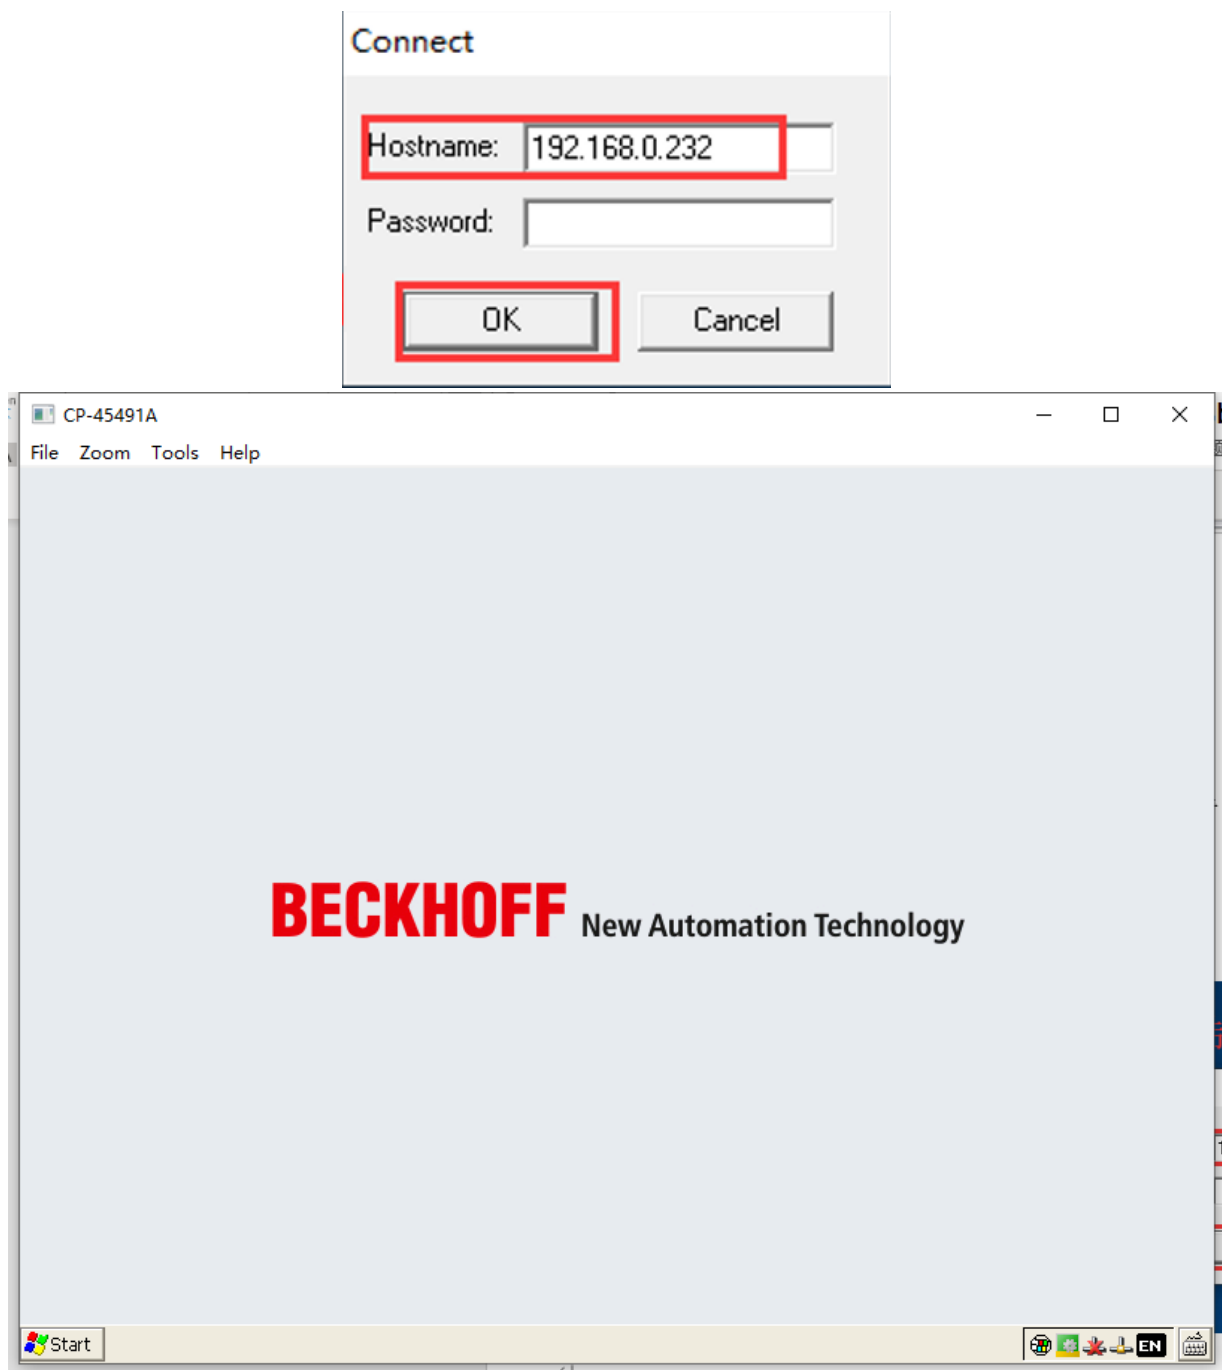 Connect
Hostname: 192.168.0.232
Password:
OK Cancel
CP-45491A
File Zoom Tools Help
BECKHOFF New Automation Technology
Start EN